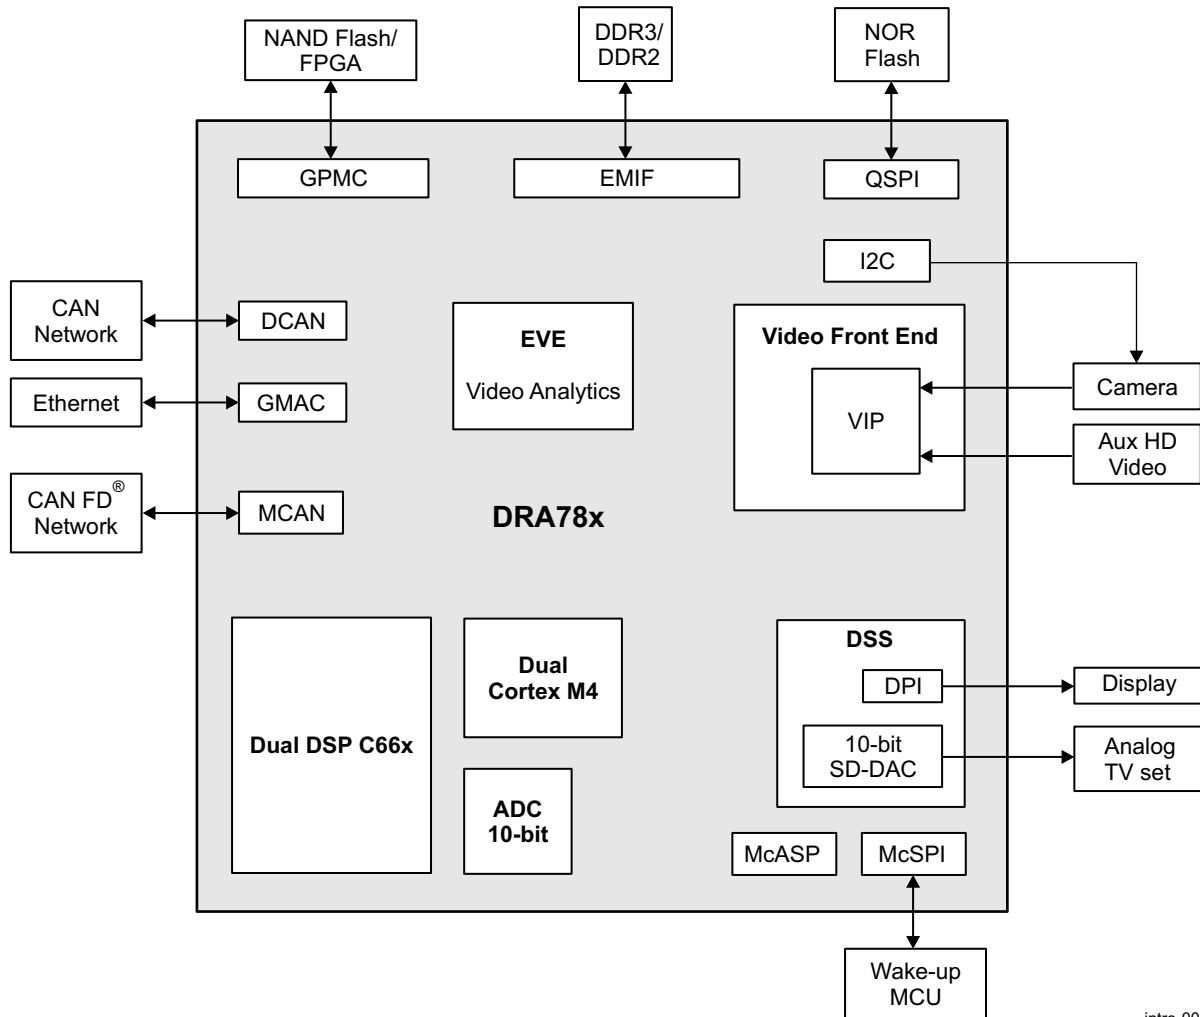 NAND Flash/
FPGA
DDR3/
DDR2
NOR
Flash
GPMC
EMIF
QSPI
I2C
CAN
Network
DCAN
EVE
Video Analytics
Video Front End
VIP
Camera
Ethernet
GMAC
Aux HD
Video
CAN FD®
Network
MCAN
DRA78x
Dual DSP C66x
Dual
Cortex M4
ADC
10-bit
DSS
DPI
Display
10-bit
SD-DAC
Analog
TV set
McASP
McSPI
Wake-up
MCU